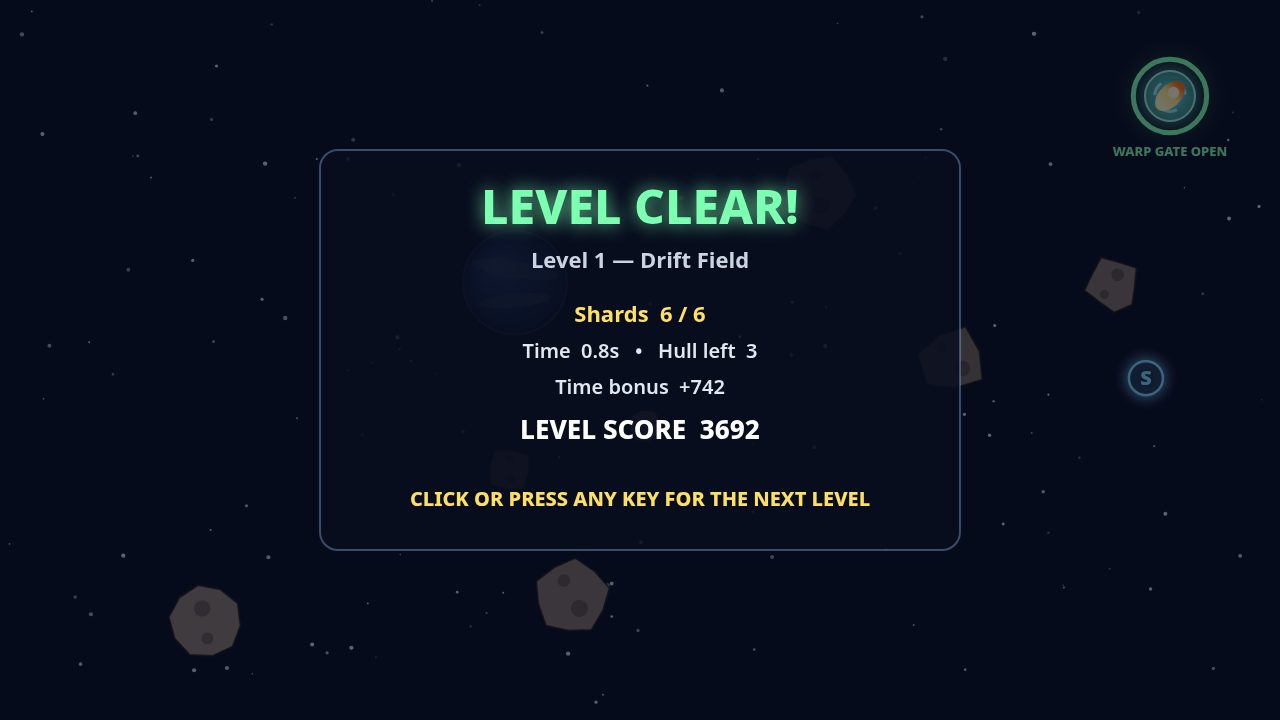 WARP GATE OPEN
LEVEL CLEAR!
Level 1 — Drift Field
Shards 6 / 6
Time 0.8s • Hull left 3
S
Time bonus +742
LEVEL SCORE 3692
CLICK OR PRESS ANY KEY FOR THE NEXT LEVEL